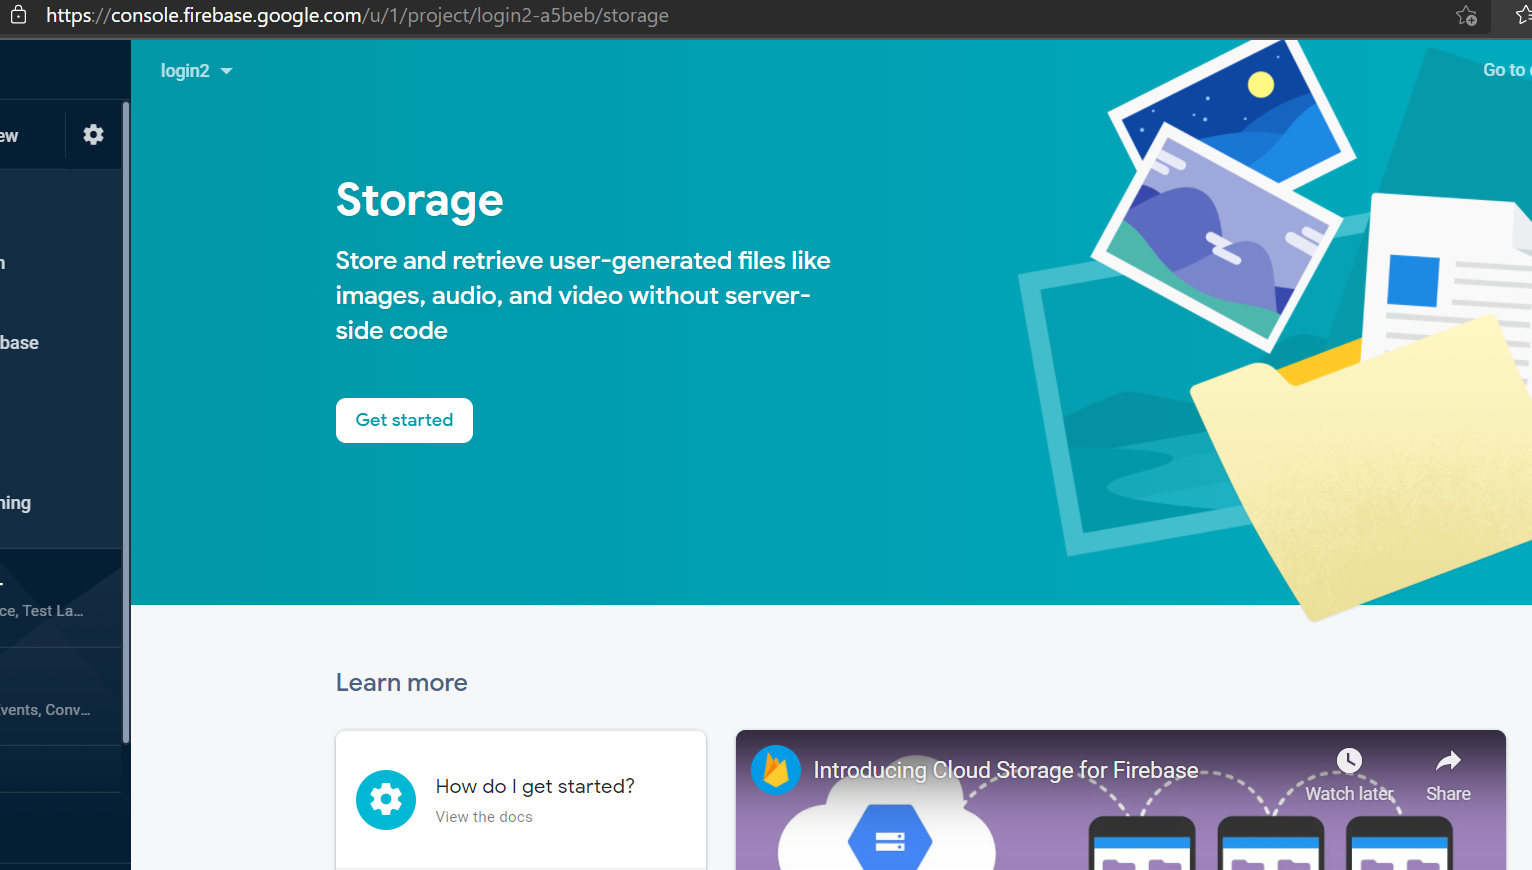 https://console.firebase.google.com/u/1/project/login2-a5beb/storage
login2
Go to
ew
Storage
Store and retrieve user-generated files like
images, audio, and video without server-
side code
n
base
Get started
ning
ce, Test La...
Learn more
vents, Conv...
How do I get started?
View the docs
Introducing Cloud Storage for Firebase
Watch later
Share